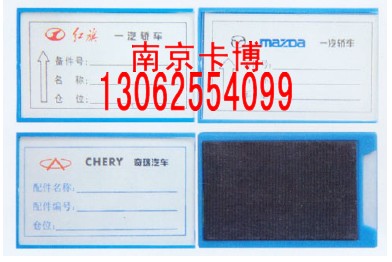 红旗 一汽轿车
mazda 一汽轿车
南京卡博
13062554099
备件号:
名 称:
仓 位:
CHERY 奇瑞汽车
配件名称:
配件编号:
仓位: